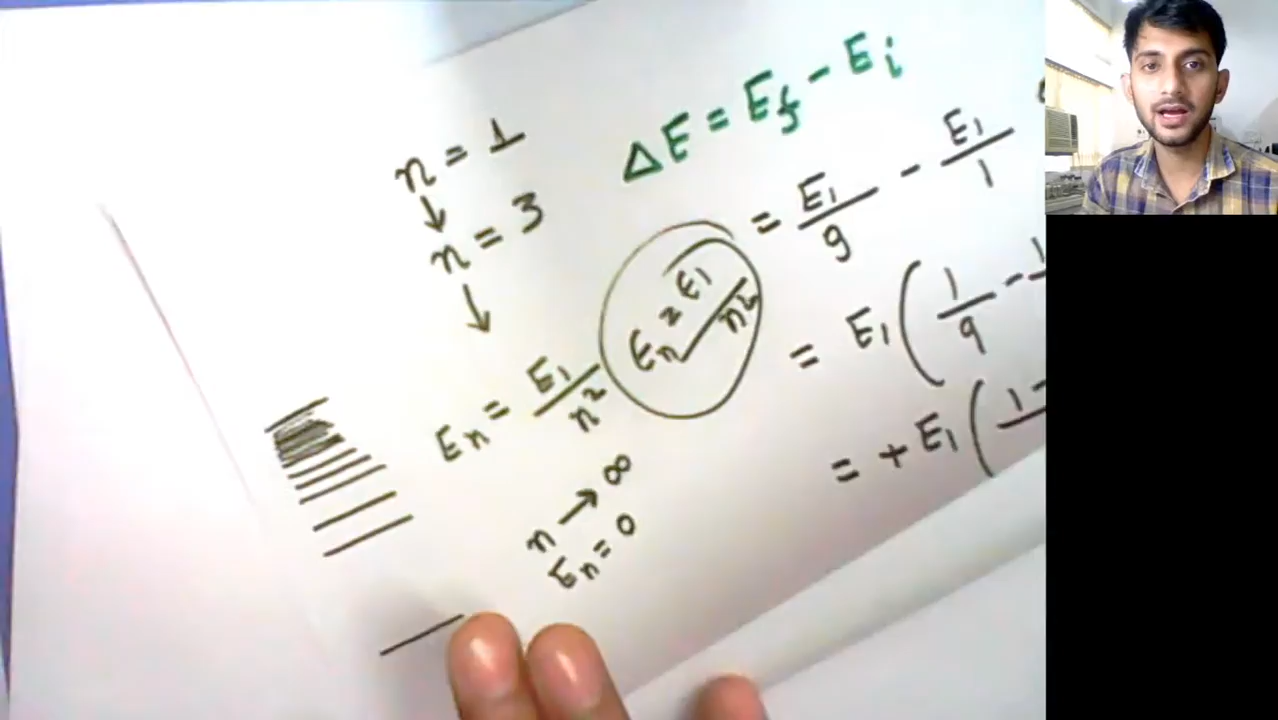 n = 1
↓
n = 3
↓
En = E1/n²
En = E1/n²
n → ∞
En = 0
ΔE = Ef - Ei
= E1/9 - E1/1
= E1 ( 1/9 - 1
= + E1 ( 1 -